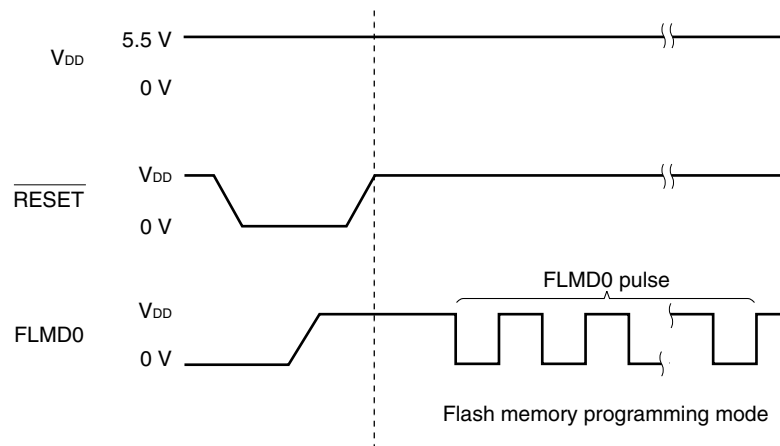 5.5 V
VDD
0 V
VDD
RESET
0 V
FLMD0 pulse
VDD
FLMD0
0 V
Flash memory programming mode